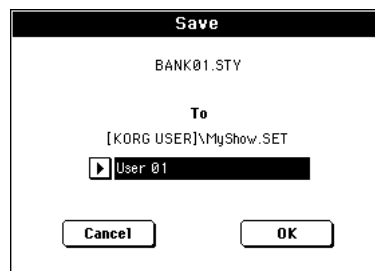 Save
BANK01.STY
To
[KORG USER]\MyShow.SET
User 01
Cancel
OK